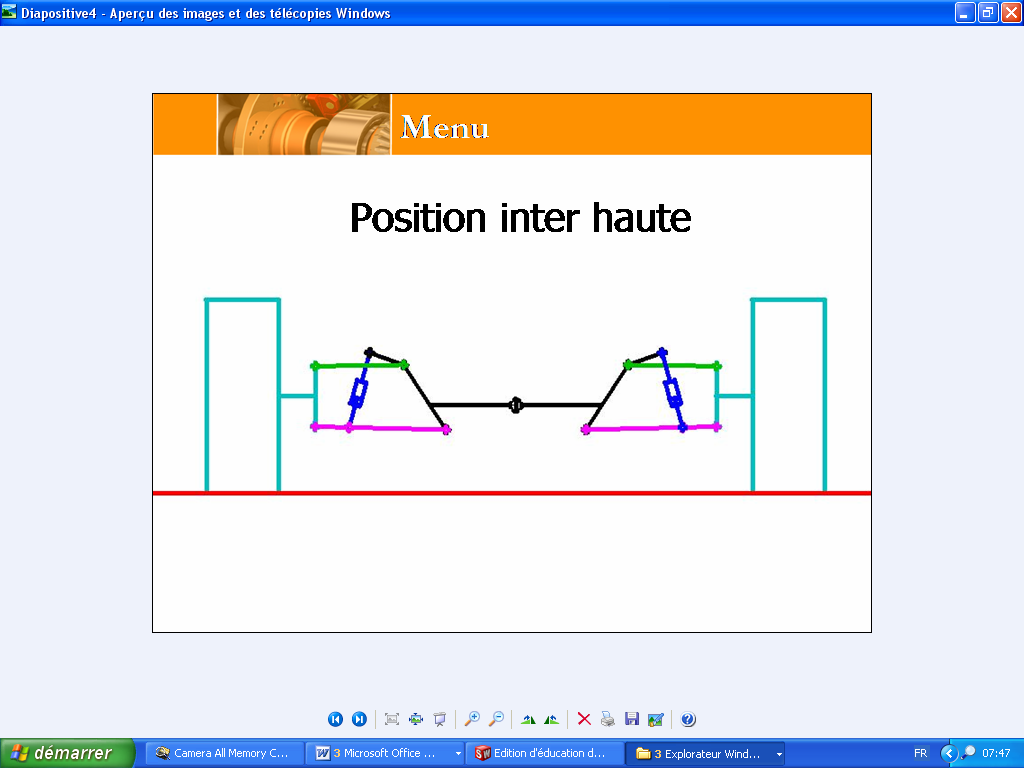 Diapositive4 - Aperçu des images et des télécopies Windows
Menu
Position inter haute
démarrer
Camera All Memory C...
3 Microsoft Office ...
Edition d'éducation d...
3 Explorateur Wind...
FR
07:47